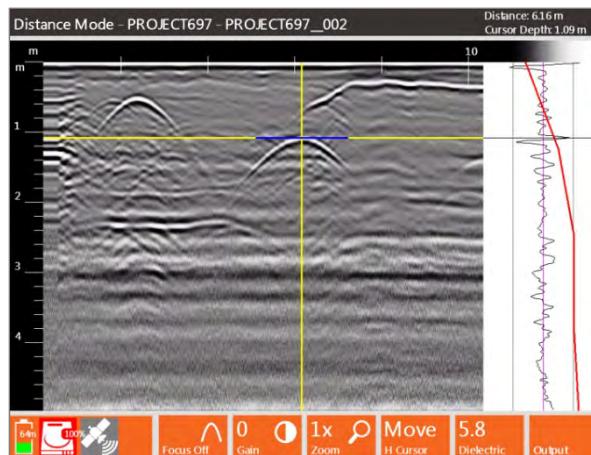 Distance Mode - PROJECT697 - PROJECT697__002
Distance: 6.16 m
Cursor Depth: 1.09 m
m
10
m
1
2
3
4
64m
100%
Focus Off
0
Gain
1x
Zoom
Move
H Cursor
5.8
Dielectric
Output